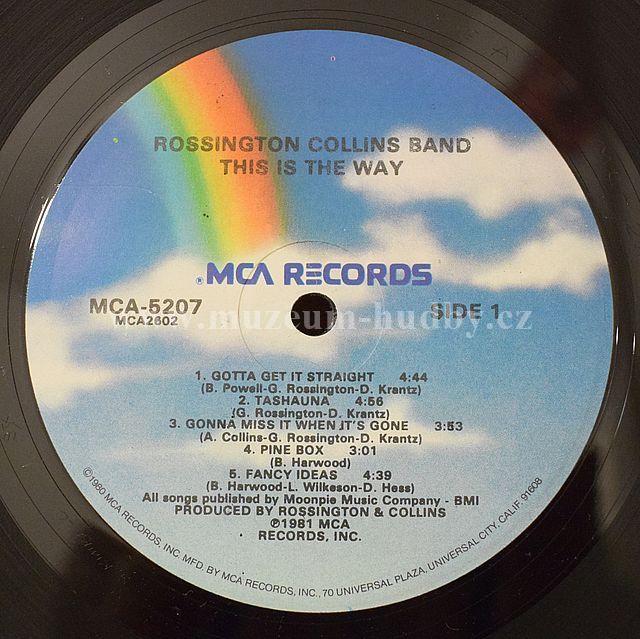 ROSSINGTON COLLINS BAND
THIS IS THE WAY
® MCA RECORDS
MCA-5207
MCA2602
SIDE 1
www.muzeum-hudby.cz
1. GOTTA GET IT STRAIGHT 4:44
(B. Powell-G. Rossington-D. Krantz)
2. TASHAUNA 4:56
(G. Rossington-D. Krantz)
3. GONNA MISS IT WHEN IT'S GONE 3:53
(A. Collins-G. Rossington-D. Krantz)
4. PINE BOX 3:01
(B. Harwood)
5. FANCY IDEAS 4:39
(B. Harwood-L. Wilkeson-D. Hess)
All songs published by Moonpie Music Company - BMI
PRODUCED BY ROSSINGTON & COLLINS
℗1981 MCA
RECORDS, INC.
©1980 MCA RECORDS, INC. MFD. BY MCA RECORDS, INC., 70 UNIVERSAL PLAZA, UNIVERSAL CITY, CALIF. 91608